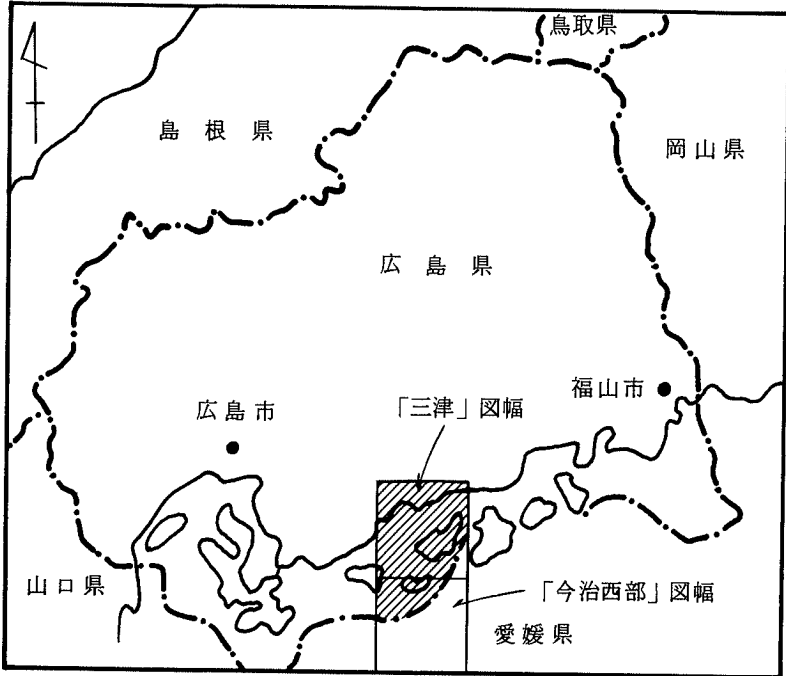 鳥取県
島根県
岡山県
広島県
福山市
「三津」図幅
広島市
山口県
「今治西部」図幅
愛媛県